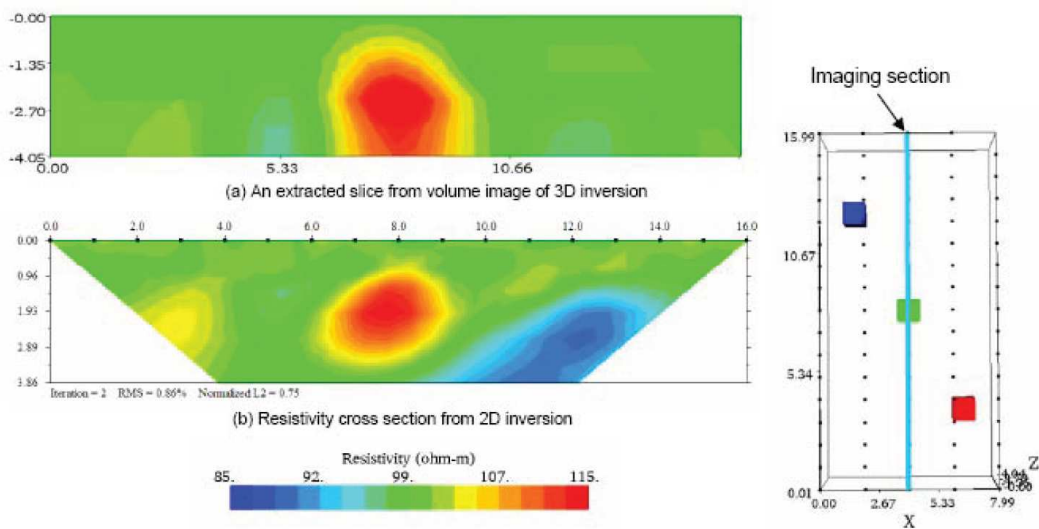 -0.00
-1.35
-2.70
-4.05
0.00 5.33 10.66
(a) An extracted slice from volume image of 3D inversion
0.0 2.0 4.0 6.0 8.0 10.0 12.0 14.0 16.0
0.00
0.96
1.93
2.89
3.86
Iteration = 2 RMS = 0.86% Normalized L2 = 0.75
(b) Resistivity cross section from 2D inversion
Resistivity (ohm-m)
85. 92. 99. 107. 115.
Imaging section
15.99
10.67
5.34
0.01
0.00 2.67 5.33 7.99
X
Z